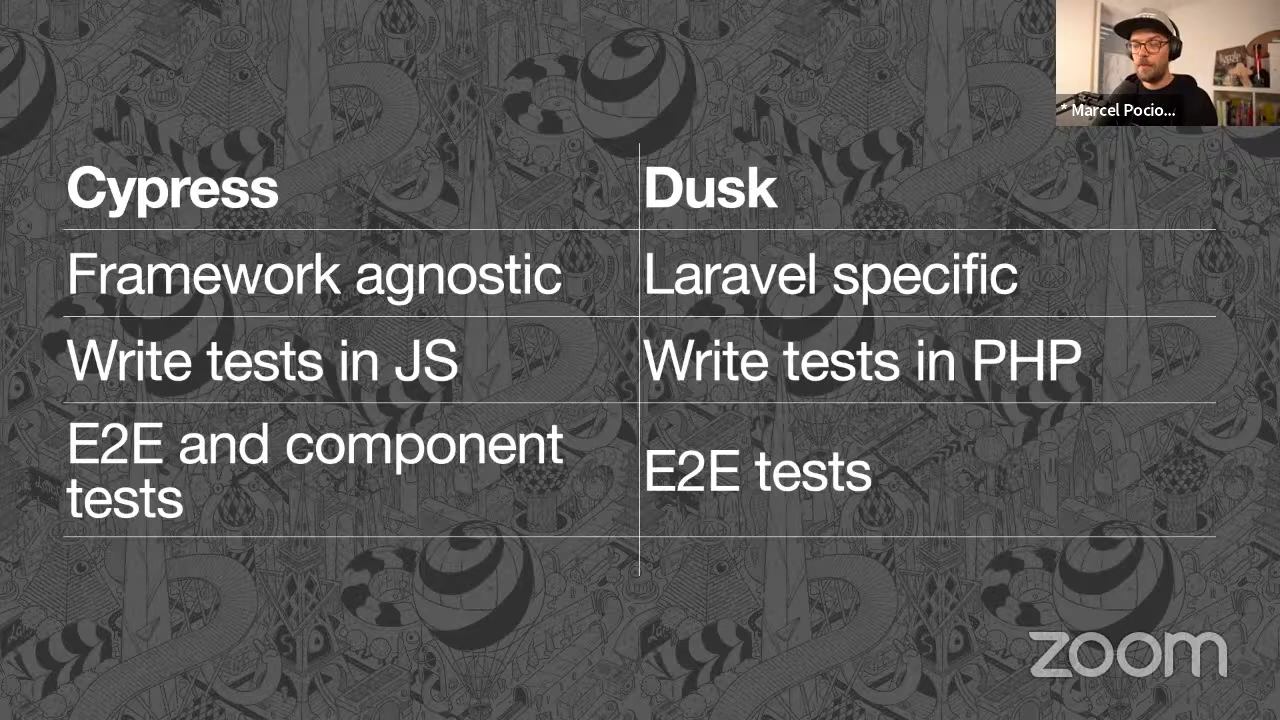 * Marcel Pocio...
Cypress
Dusk
Framework agnostic
Laravel specific
Write tests in JS
Write tests in PHP
E2E and component
tests
E2E tests
zoom